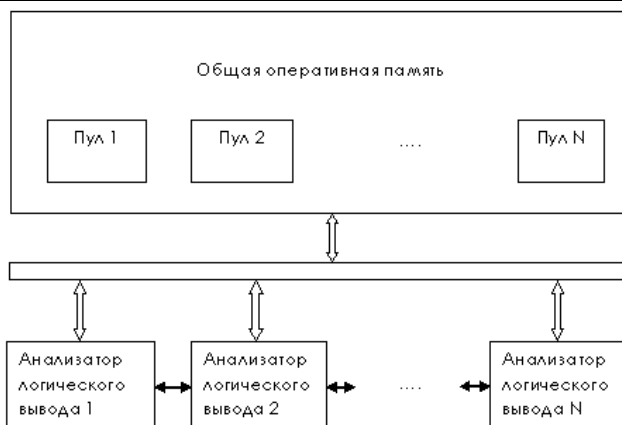 Общая оперативная память
Пул 1
Пул 2
....
Пул N
Анализатор
логического
вывода 1
Анализатор
логического
вывода 2
....
Анализатор
логического
вывода N